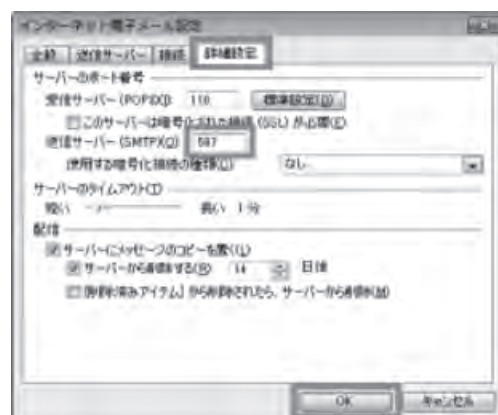 インターネット電子メール設定
全般 送信サーバー 接続 詳細設定
サーバーのポート番号
受信サーバー (POP3)(I) 110 標準設定(D)
このサーバーは暗号化された接続 (SSL) が必要(E)
送信サーバー (SMTP)(O) 587
使用する暗号化接続の種類(C) なし
サーバーのタイムアウト(T)
短い 長い 1 分
配信
サーバーにメッセージのコピーを置く(L)
サーバーから削除する(R) 14 日後
[削除済みアイテム] から削除されたら、サーバーから削除(M)
OK キャンセル